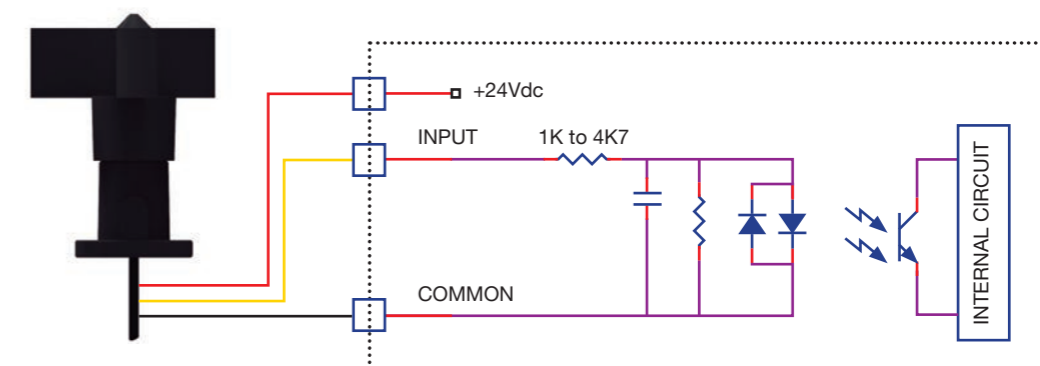 +24Vdc
INPUT
1K to 4K7
COMMON
INTERNAL CIRCUIT